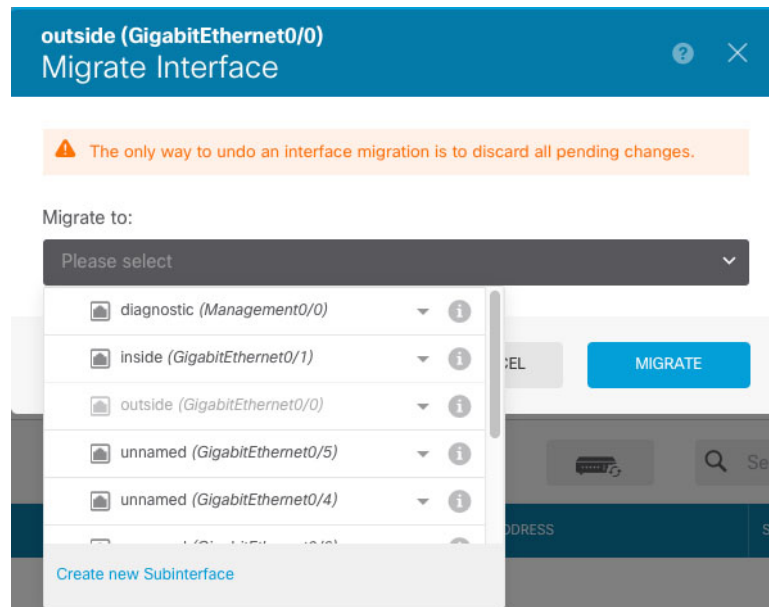 outside (GigabitEthernet0/0)
Migrate Interface
The only way to undo an interface migration is to discard all pending changes.
Migrate to:
Please select
diagnostic (Management0/0)
inside (GigabitEthernet0/1)
MIGRATE
outside (GigabitEthernet0/0)
unnamed (GigabitEthernet0/5)
unnamed (GigabitEthernet0/4)
Create new Subinterface